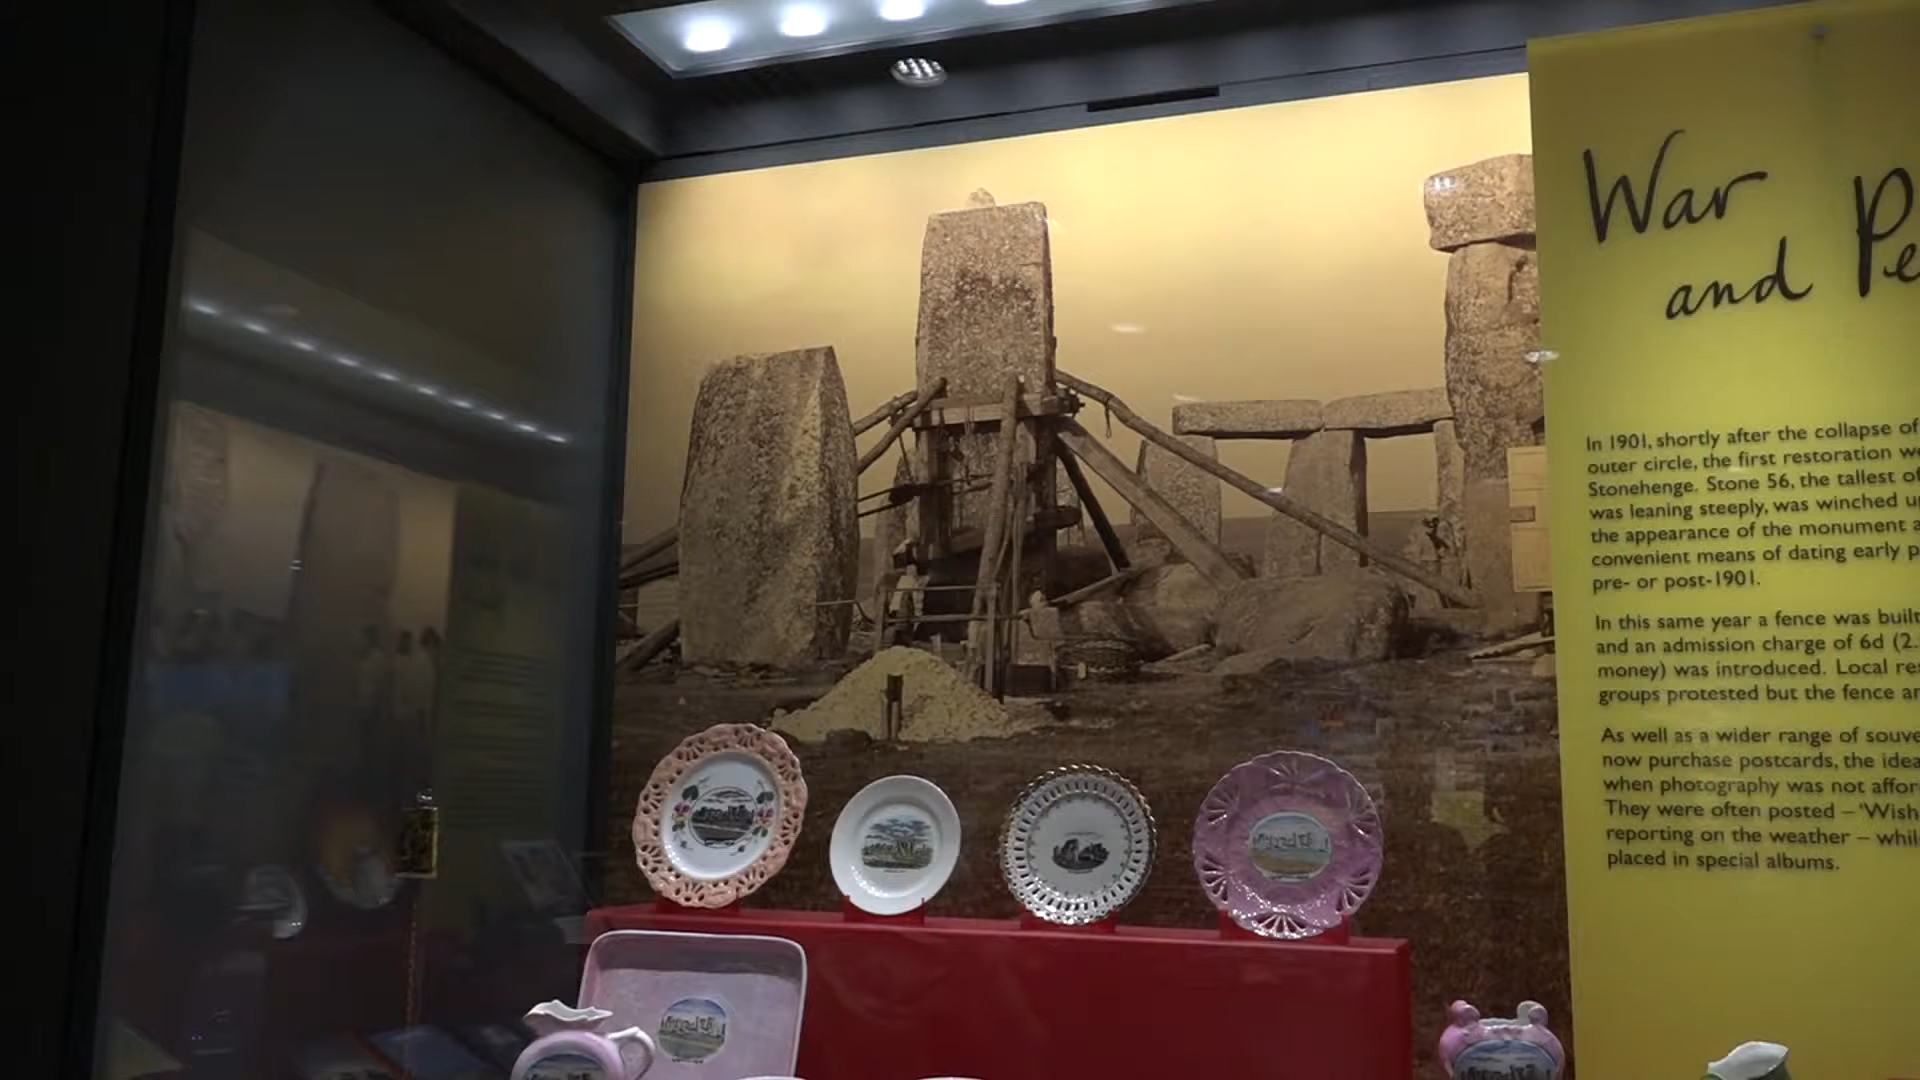 War
and Pe
In 1901, shortly after the collapse of
outer circle, the first restoration we
Stonehenge. Stone 56, the tallest of
was leaning steeply, was winched u
the appearance of the monument a
convenient means of dating early p
pre- or post-1901.
In this same year a fence was built
and an admission charge of 6d (2.
money) was introduced. Local res
groups protested but the fence an
As well as a wider range of souve
now purchase postcards, the idea
when photography was not affor
They were often posted – 'Wish
reporting on the weather – whil
placed in special albums.